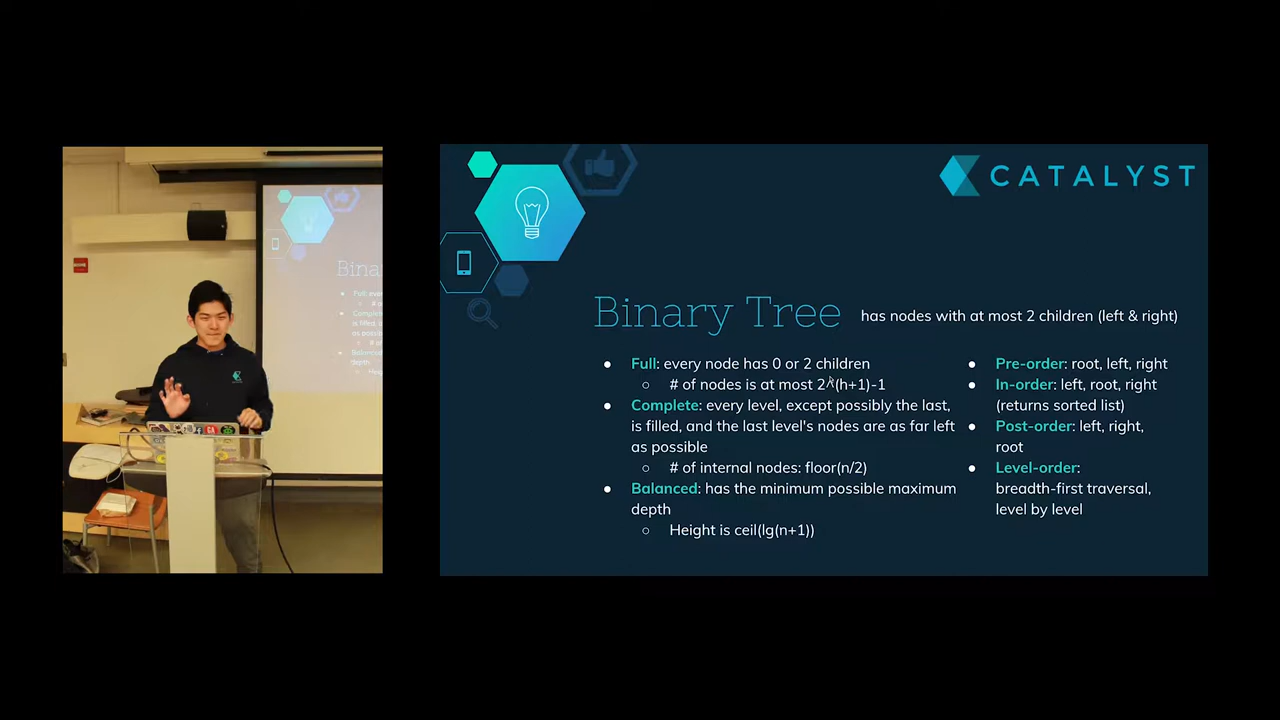 CATALYST
Binary Tree
has nodes with at most 2 children (left & right)
● Full: every node has 0 or 2 children
○ # of nodes is at most 2^(h+1)-1
● Complete: every level, except possibly the last,
is filled, and the last level's nodes are as far left
as possible
○ # of internal nodes: floor(n/2)
● Balanced: has the minimum possible maximum
depth
○ Height is ceil(lg(n+1))
● Pre-order: root, left, right
● In-order: left, root, right
(returns sorted list)
● Post-order: left, right,
root
● Level-order:
breadth-first traversal,
level by level